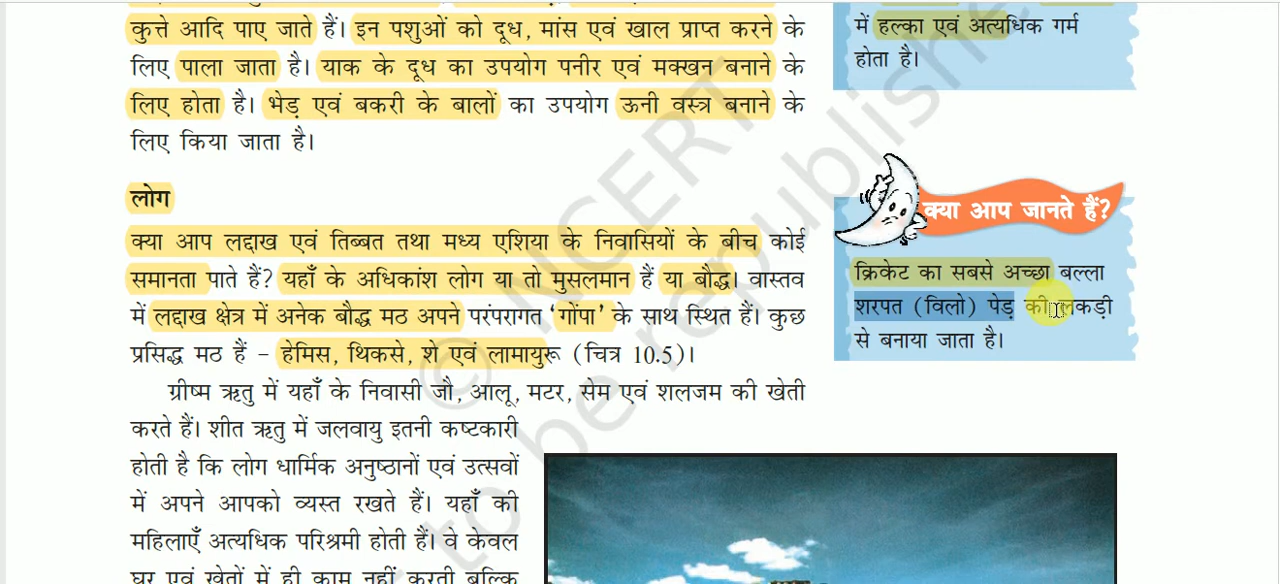 कुत्ते आदि पाए जाते हैं। इन पशुओं को दूध, मांस एवं खाल प्राप्त करने के
लिए पाला जाता है। याक के दूध का उपयोग पनीर एवं मक्खन बनाने के
लिए होता है। भेड़ एवं बकरी के बालों का उपयोग ऊनी वस्त्र बनाने के
लिए किया जाता है।
लोग
क्या आप लद्दाख एवं तिब्बत तथा मध्य एशिया के निवासियों के बीच कोई
समानता पाते हैं? यहाँ के अधिकांश लोग या तो मुसलमान हैं या बौद्ध। वास्तव
में लद्दाख क्षेत्र में अनेक बौद्ध मठ अपने परंपरागत ‘गोंपा’ के साथ स्थित हैं। कुछ
प्रसिद्ध मठ हैं – हेमिस, थिकसे, शे एवं लामायुरू (चित्र 10.5)।
ग्रीष्म ऋतु में यहाँ के निवासी जौ, आलू, मटर, सेम एवं शलजम की खेती
करते हैं। शीत ऋतु में जलवायु इतनी कष्टकारी
होती है कि लोग धार्मिक अनुष्ठानों एवं उत्सवों
में अपने आपको व्यस्त रखते हैं। यहाँ की
महिलाएँ अत्यधिक परिश्रमी होती हैं। वे केवल
घर एवं खेतों में ही काम नहीं करती बल्कि
में हल्का एवं अत्यधिक गर्म
होता है।
क्या आप जानते हैं?
क्रिकेट का सबसे अच्छा बल्ला
शरपत (विलो) पेड़ की लकड़ी
से बनाया जाता है।
© NCERT
to be republishe